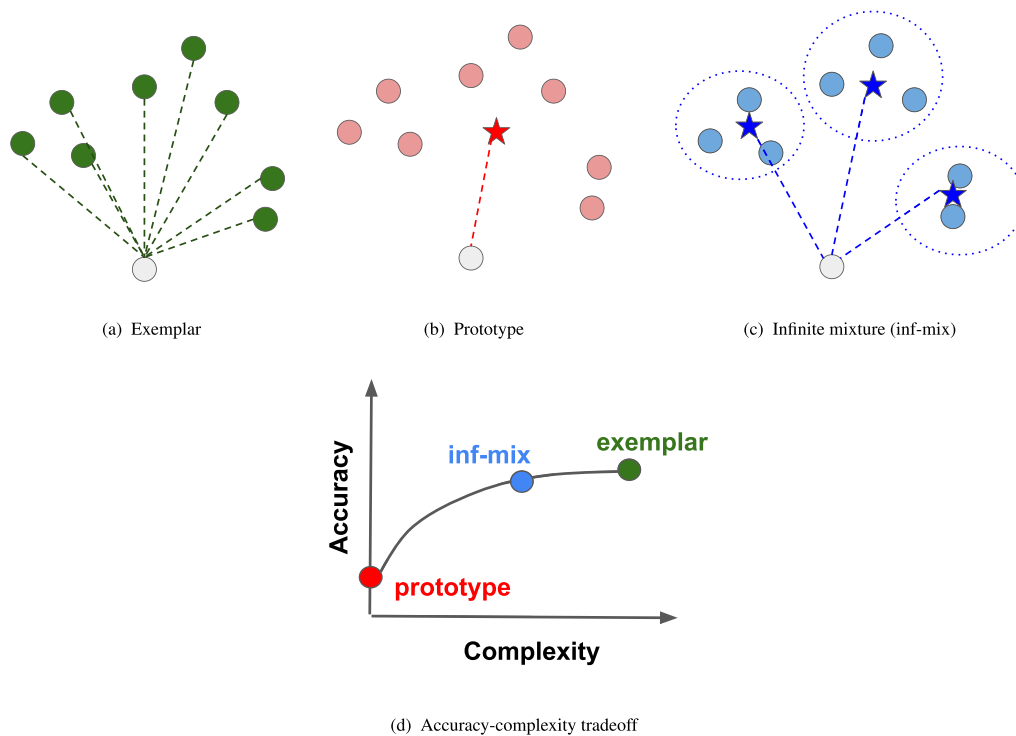 (a) Exemplar
(b) Prototype
(c) Infinite mixture (inf-mix)
exemplar
inf-mix
Accuracy
prototype
Complexity
(d) Accuracy-complexity tradeoff